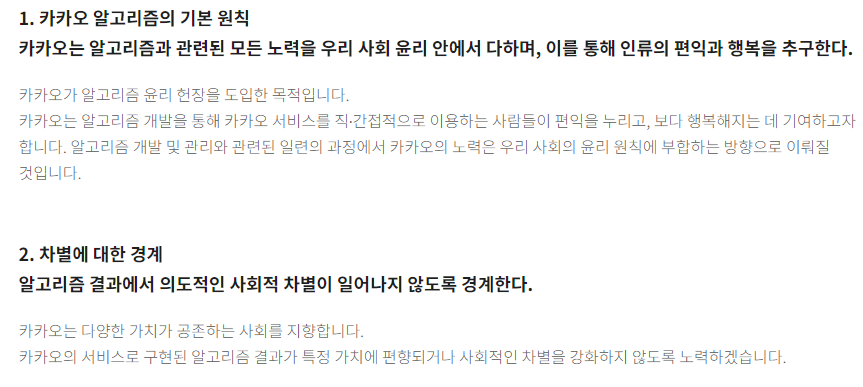 1. 카카오 알고리즘의 기본 원칙
카카오는 알고리즘과 관련된 모든 노력을 우리 사회 윤리 안에서 다하며, 이를 통해 인류의 편익과 행복을 추구한다.
카카오가 알고리즘 윤리 헌장을 도입한 목적입니다.
카카오는 알고리즘 개발을 통해 카카오 서비스를 직·간접적으로 이용하는 사람들이 편익을 누리고, 보다 행복해지는 데 기여하고자
합니다. 알고리즘 개발 및 관리와 관련된 일련의 과정에서 카카오의 노력은 우리 사회의 윤리 원칙에 부합하는 방향으로 이뤄질
것입니다.
2. 차별에 대한 경계
알고리즘 결과에서 의도적인 사회적 차별이 일어나지 않도록 경계한다.
카카오는 다양한 가치가 공존하는 사회를 지향합니다.
카카오의 서비스로 구현된 알고리즘 결과가 특정 가치에 편향되거나 사회적인 차별을 강화하지 않도록 노력하겠습니다.